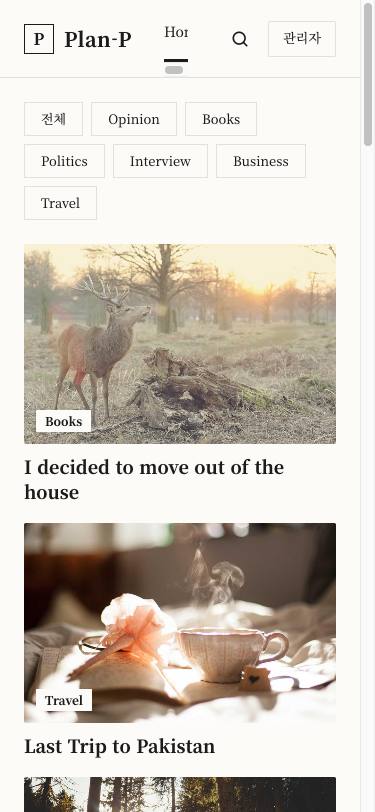 P Plan-P Hor 관리자
전체 Opinion Books
Politics Interview Business
Travel
Books
I decided to move out of the
house
Travel
Last Trip to Pakistan